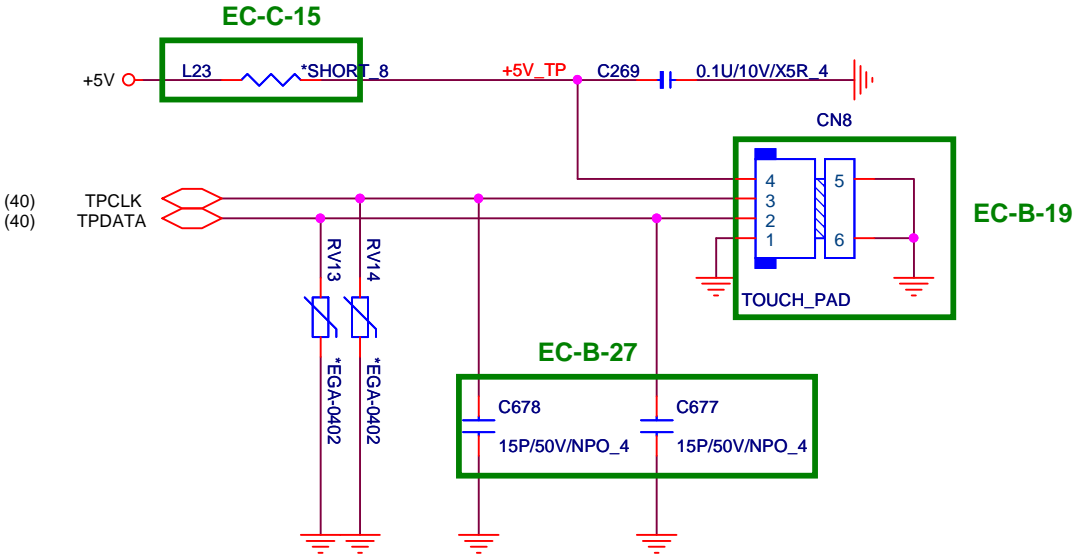 EC-C-15
+5V
L23
*SHORT_8
+5V_TP
C269
0.1U/10V/X5R_4
CN8
(40)
TPCLK
(40)
TPDATA
4
3
2
1
5
6
EC-B-19
TOUCH_PAD
RV13
RV14
*EGA-0402
*EGA-0402
EC-B-27
C678
15P/50V/NPO_4
C677
15P/50V/NPO_4